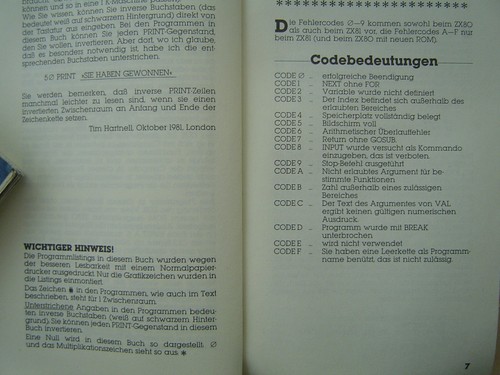 können und so in eine 1 K-Maschine passen.
Wie Sie wissen, können Sie inverse Buchstaben (das
bedeutet weiß auf schwarzem Hintergrund) direkt von
der Tastatur aus eingeben. Bei den Programmen in
diesem Buch können Sie jeden PRINT-Gegenstand,
den Sie wollen, invertieren. Aber dort, wo ich glaube,
daß es besonders notwendig ist, habe ich die ent-
sprechenden Buchstaben unterstrichen.
5∅ PRINT »SIE HABEN GEWONNEN«
Sie werden bemerken, daß inverse PRINT-Zeilen
manchmal leichter zu lesen sind, wenn sie einen
invertierten Zwischenraum an Anfang und Ende der
Zeichenkette setzen.
Tim Hartnell, Oktober 1981, London
WICHTIGER HINWEIS!
Die Programmlistings in diesem Buch wurden wegen
der besseren Lesbarkeit mit einem Normalpapier-
drucker ausgedruckt. Nur die Grafikzeichen wurden in
die Listings einmontiert.
Das Zeichen in den Programmen, wie auch im Text
beschrieben, steht für 1 Zwischenraum.
Unterstrichene Angaben in den Programmen bedeu-
ten inverse Buchstaben (weiß auf schwarzem Hinter-
grund). Sie können jeden PRINT-Gegenstand in diesem
Buch invertieren.
Eine Null wird in diesem Buch so dargestellt: ∅
und das Multiplikationszeichen sieht so aus: *
****************************
Die Fehlercodes ∅–9 kommen sowohl beim ZX8O
als auch beim ZX81 vor, die Fehlercodes A–F nur
beim ZX81 (und beim ZX8O mit neuen ROM).
Codebedeutungen
CODE ∅ .. erfolgreiche Beendigung
CODE 1 .. NEXT ohne FOR
CODE 2 .. Variable wurde nicht definiert
CODE 3 .. Der Index befindet sich außerhalb des
erlaubten Bereiches
CODE 4 .. Speicherplatz vollständig belegt
CODE 5 .. Bildschirm voll
CODE 6 .. Arithmetischer Überlauffehler
CODE 7 .. Return ohne GOSUB
CODE 8 .. INPUT wurde versucht als Kommando
einzugeben, das ist verboten
CODE 9 .. Stop-Befehl ausgeführt
CODE A .. Nicht erlaubtes Argument für be-
stimmte Funktionen
CODE B .. Zahl außerhalb eines zulässigen
Bereiches
CODE C .. Der Text des Argumentes von VAL
ergibt keinen gültigen numerischen
Ausdruck.
CODE D .. Programm wurde mit BREAK
unterbrochen
CODE E .. wird nicht verwendet
CODE F .. Sie haben eine Leerkette als Programm-
name benützt, das ist nicht zulässig.
7